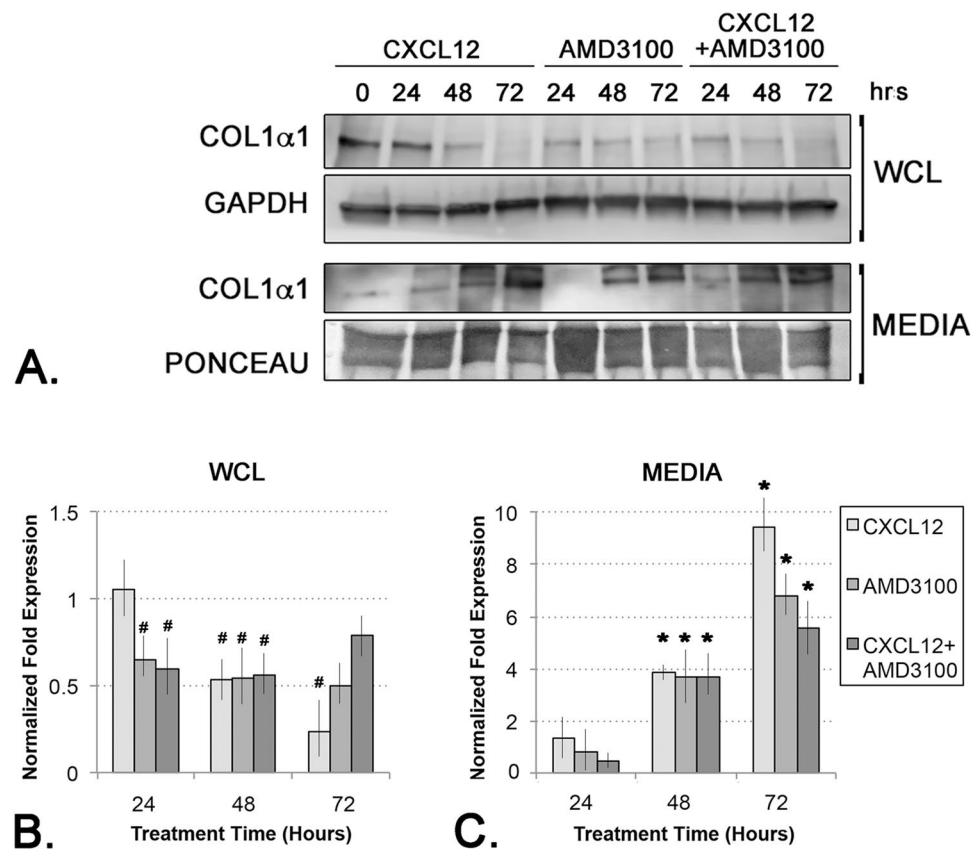 CXCL12 AMD3100 CXCL12
+AMD3100
0 24 48 72 24 48 72 24 48 72 hrs
COL1α1
GAPDH
WCL
COL1α1
PONCEAU
MEDIA
A.
WCL
Normalized Fold Expression
1.5
1
0.5
0
# # # # # #
24 48 72
Treatment Time (Hours)
B.
MEDIA
Normalized Fold Expression
10
8
6
4
2
0
* * * * * *
24 48 72
Treatment Time (Hours)
C.
CXCL12
AMD3100
CXCL12+
AMD3100